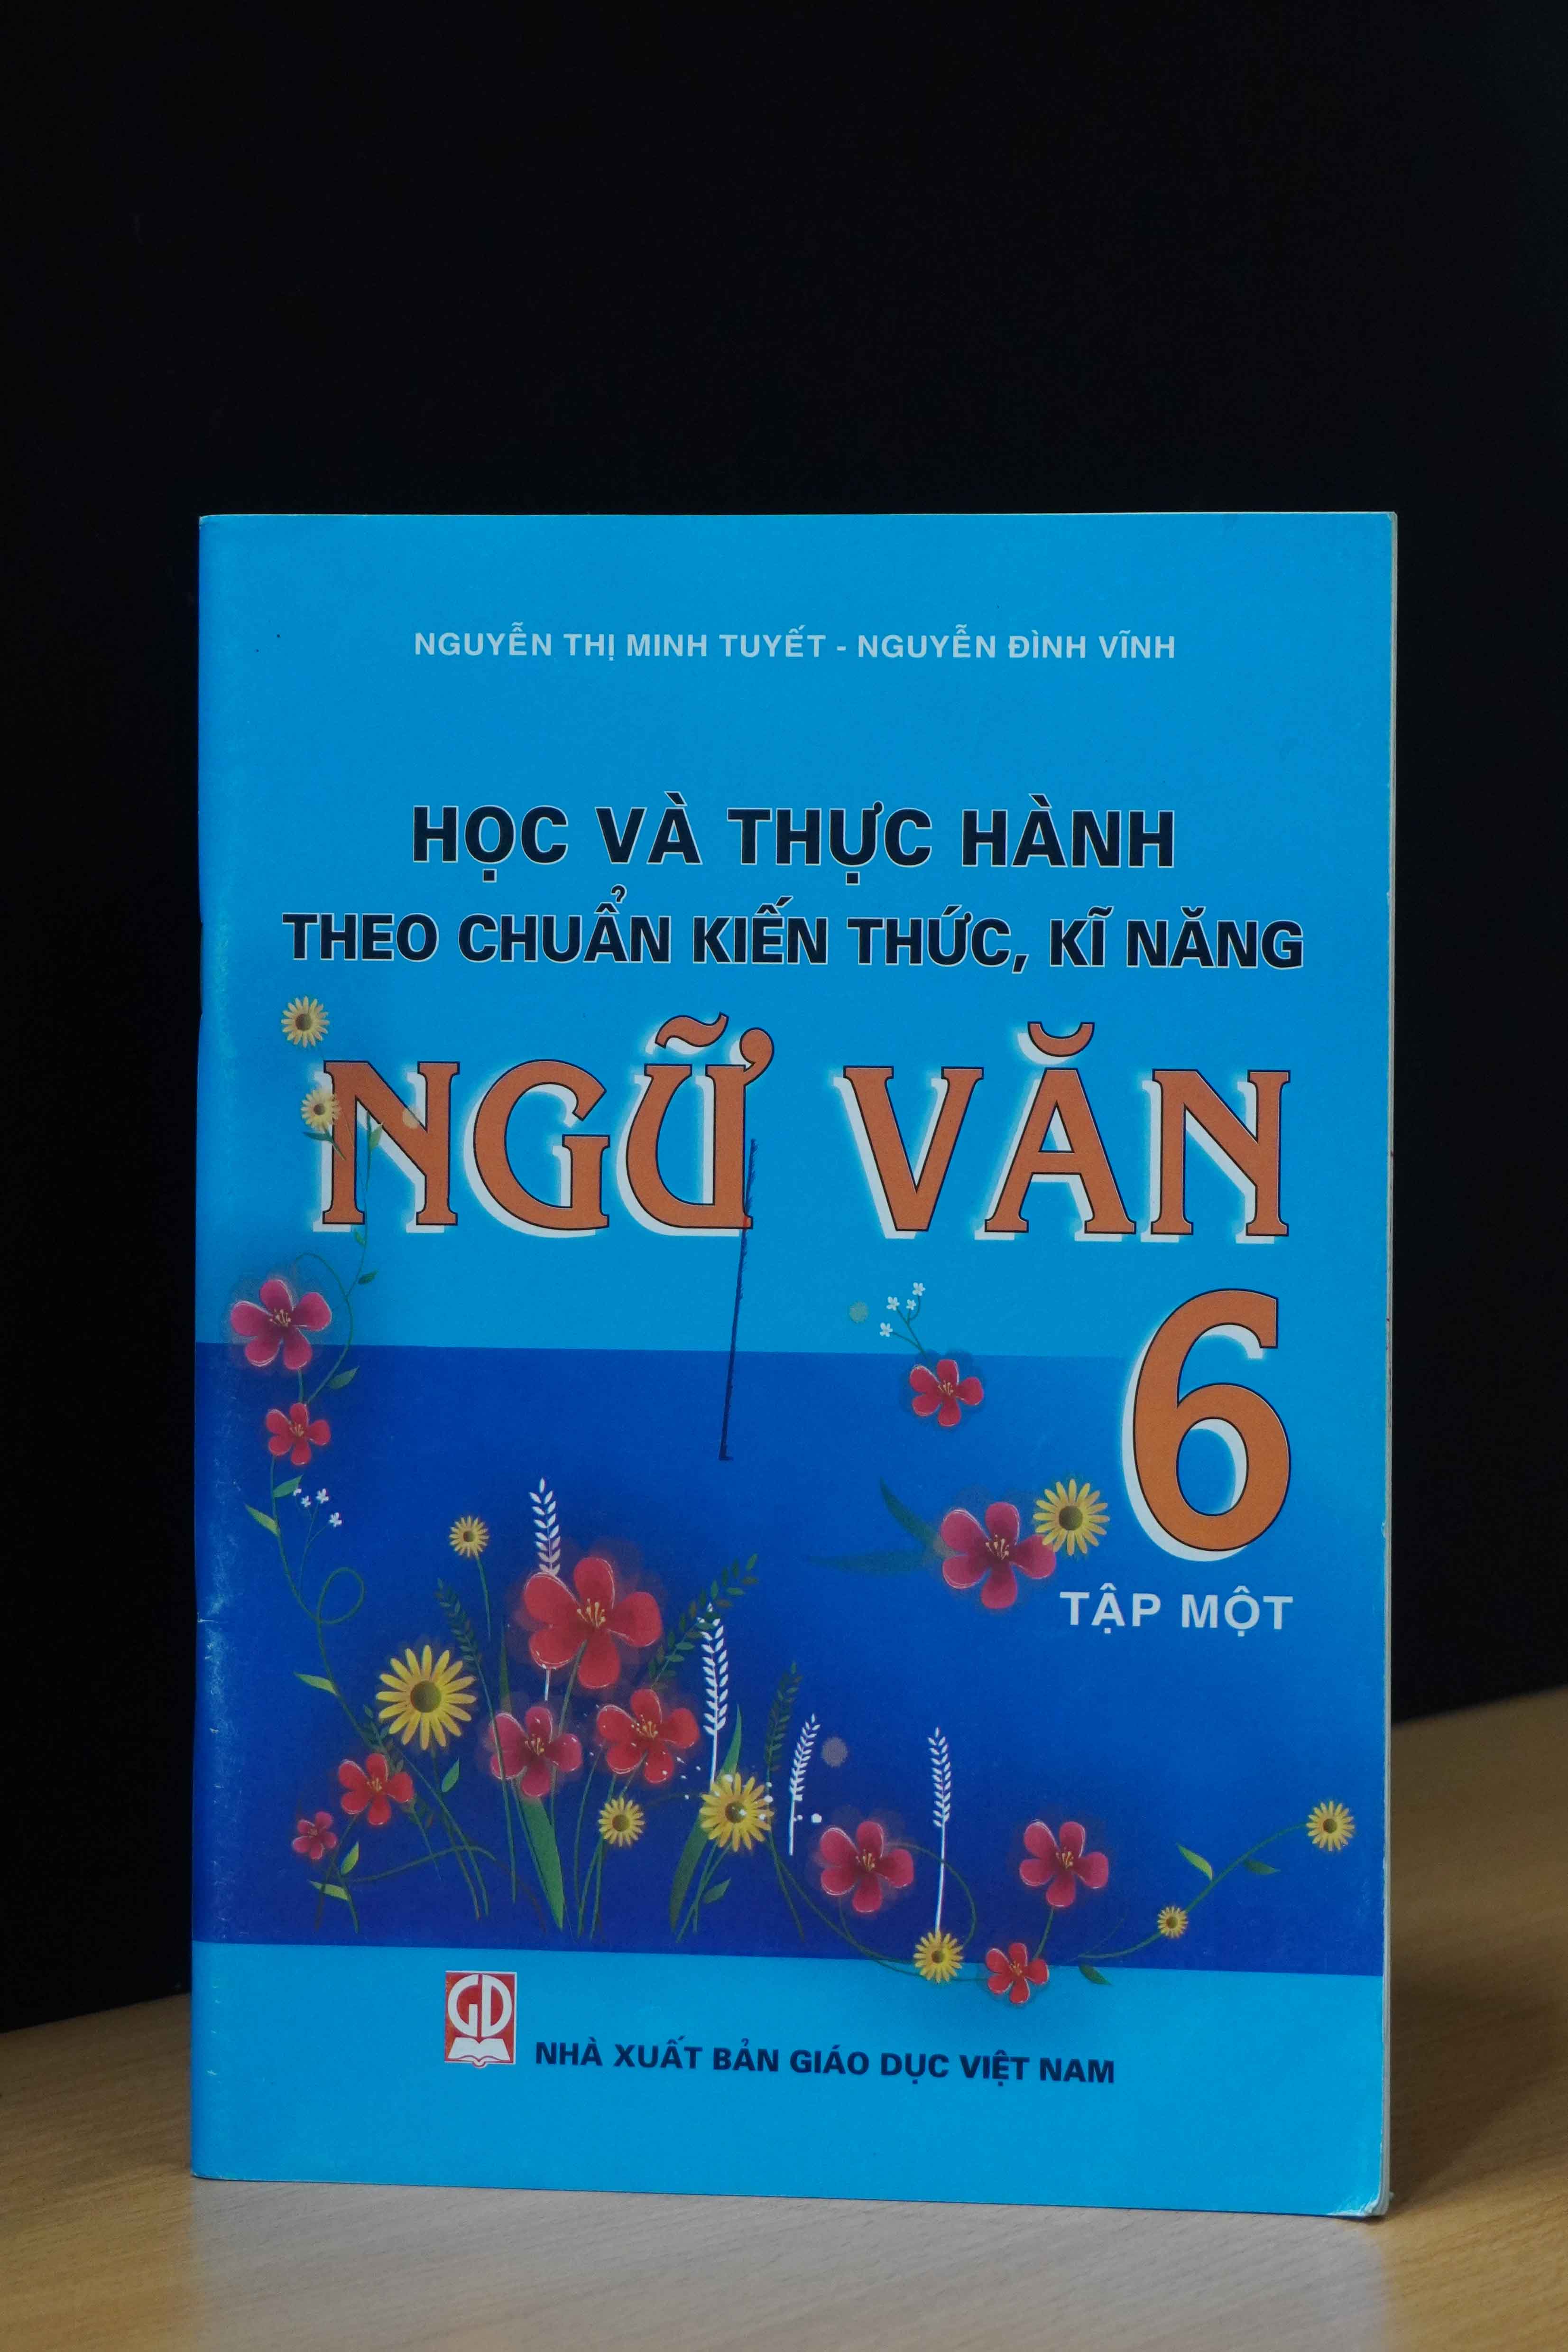 NGUYỄN THỊ MINH TUYẾT - NGUYỄN ĐÌNH VĨNH
HỌC VÀ THỰC HÀNH
THEO CHUẨN KIẾN THỨC, KĨ NĂNG
NGỮ VĂN
6
TẬP MỘT
GD
NHÀ XUẤT BẢN GIÁO DỤC VIỆT NAM